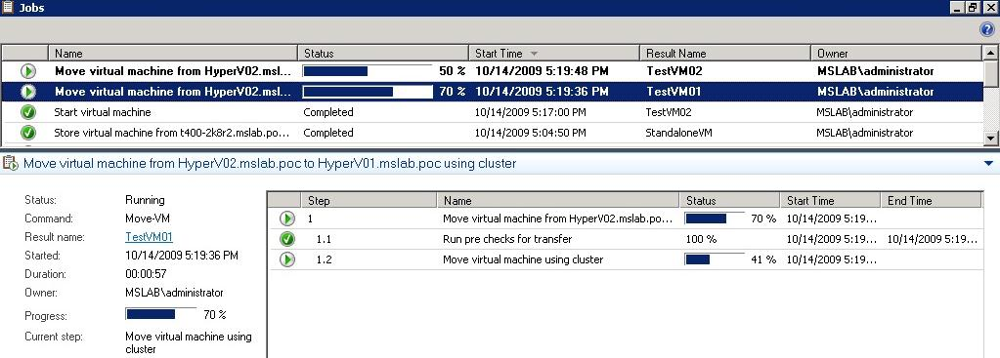 Jobs
Name Status Start Time Result Name Owner
Move virtual machine from HyperV02.msl... 50 % 10/14/2009 5:19:48 PM TestVM02 MSLAB\administrator
Move virtual machine from HyperV02.msl... 70 % 10/14/2009 5:19:36 PM TestVM01 MSLAB\administrator
Start virtual machine Completed 10/14/2009 5:17:00 PM TestVM02 MSLAB\administrator
Store virtual machine from t400-2k8r2.mslab.po... Completed 10/14/2009 5:04:50 PM StandaloneVM MSLAB\administrator
Move virtual machine from HyperV02.mslab.poc to HyperV01.mslab.poc using cluster
Status: Running
Command: Move-VM
Result name: TestVM01
Started: 10/14/2009 5:19:36 PM
Duration: 00:00:57
Owner: MSLAB\administrator
Progress: 70 %
Current step: Move virtual machine using
cluster
Step Name Status Start Time End Time
1 Move virtual machine from HyperV02.mslab.po... 70 % 10/14/2009 5:19...
1.1 Run pre checks for transfer 100 % 10/14/2009 5:19... 10/14/2009 5:19...
1.2 Move virtual machine using cluster 41 % 10/14/2009 5:19...